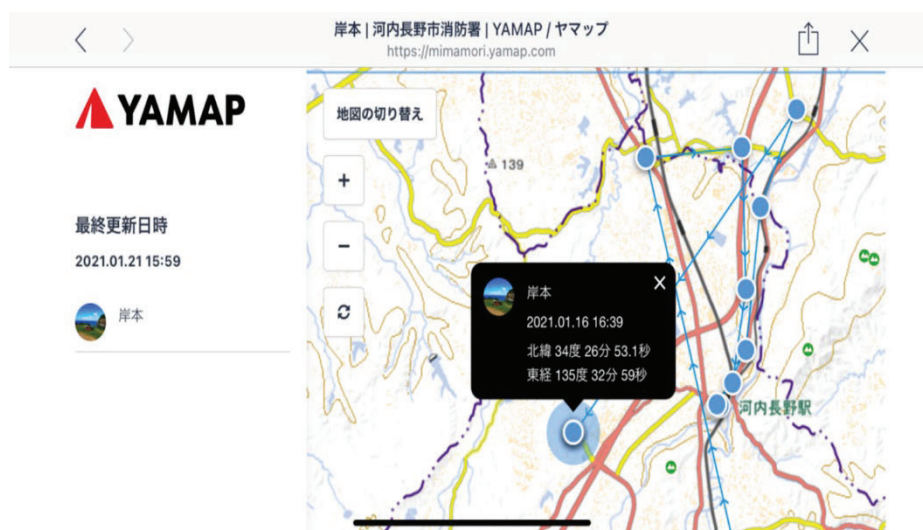 岸本 | 河内長野市消防署 | YAMAP / ヤマップ
https://mimamori.yamap.com
YAMAP
地図の切り替え
139
最終更新日時
2021.01.21 15:59
岸本
岸本
2021.01.16 16:39
北緯 34度 26分 53.1秒
東経 135度 32分 59秒
河内長野駅